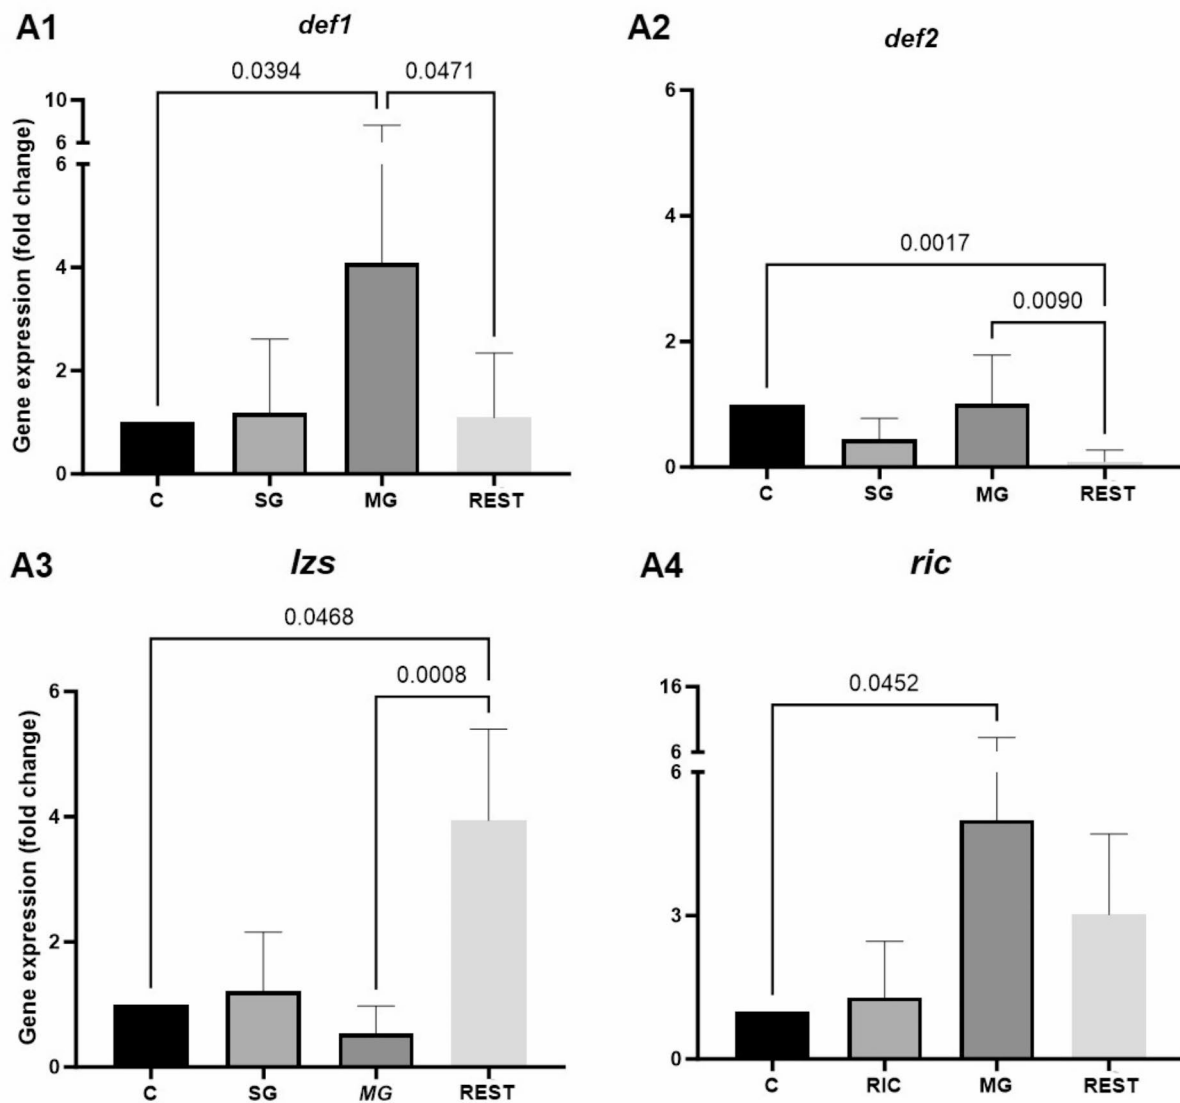 A1
def1
0.0394
0.0471
Gene expression (fold change)
10
6
6
4
2
0
C
SG
MG
REST
A2
def2
6
4
2
0
0.0017
0.0090
C
SG
MG
REST
A3
lzs
0.0468
0.0008
Gene expression (fold change)
6
4
2
0
C
SG
MG
REST
A4
ric
0.0452
16
6
6
3
0
C
RIC
MG
REST